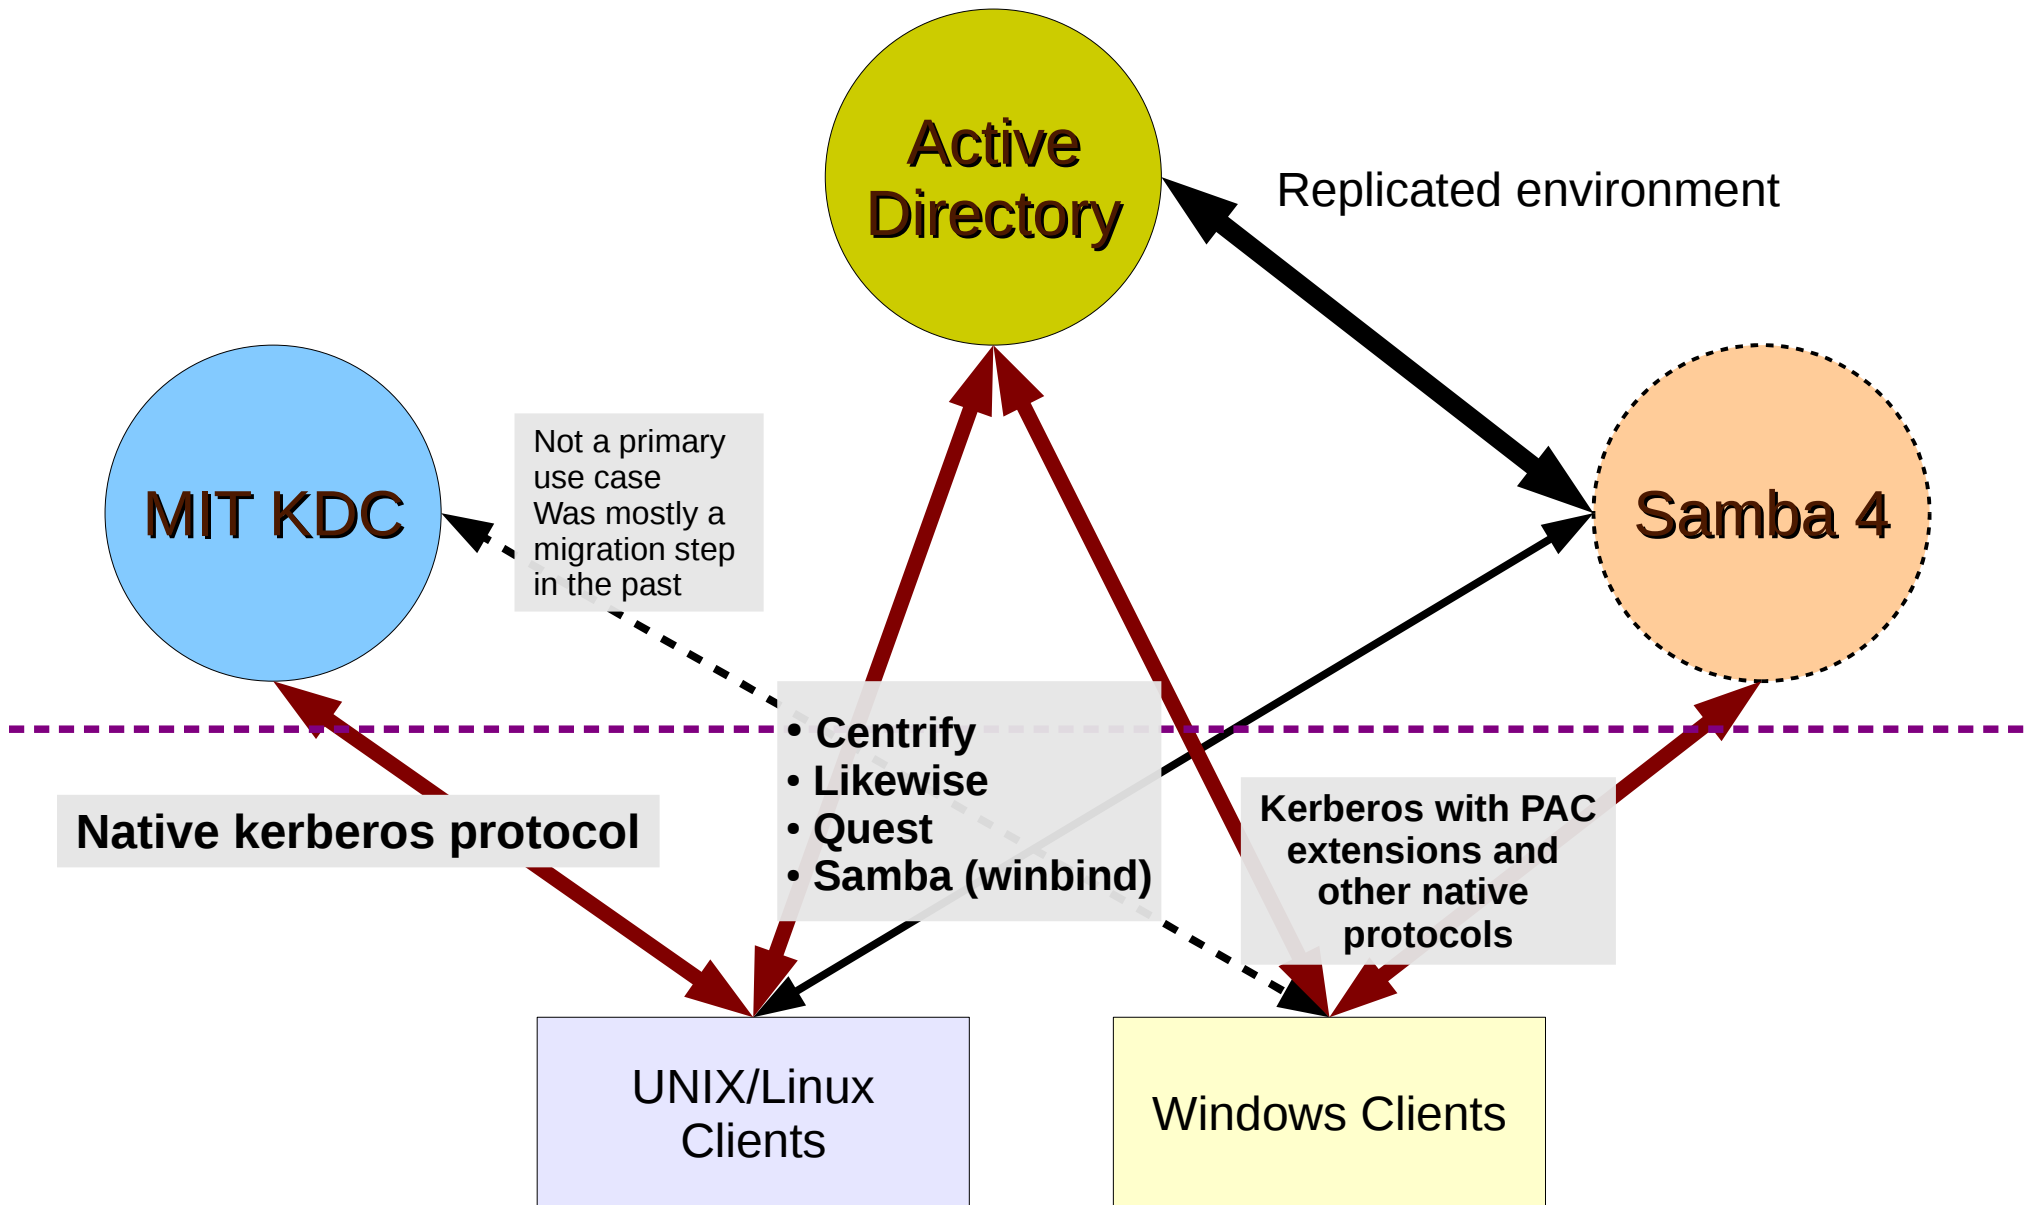 Active
Directory
Replicated environment
MIT KDC
Not a primary
use case
Was mostly a
migration step
in the past
Samba 4
• Centrify
• Likewise
• Quest
• Samba (winbind)
Native kerberos protocol
Kerberos with PAC
extensions and
other native
protocols
UNIX/Linux
Clients
Windows Clients